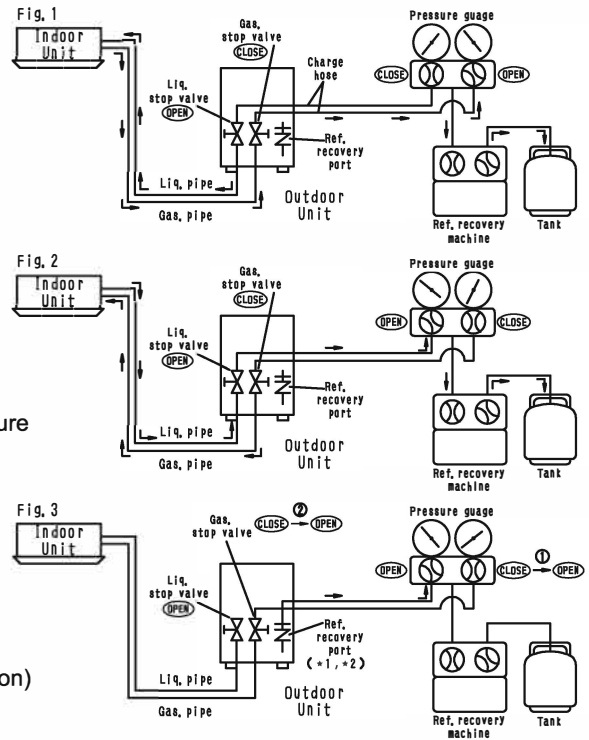 Fig. 1
Indoor
Unit
Gas.
stop valve
CLOSE
Liq.
stop valve
OPEN
Charge
hose
Pressure guage
CLOSE
OPEN
Ref.
recovery
port
Liq. pipe
Gas. pipe
Outdoor
Unit
Ref. recovery
machine
Tank
Fig. 2
Indoor
Unit
Gas.
stop valve
CLOSE
Liq.
stop valve
OPEN
Pressure guage
OPEN
CLOSE
Ref.
recovery
port
ure
Liq. pipe
Gas. pipe
Outdoor
Unit
Ref. recovery
machine
Tank
Fig. 3
Indoor
Unit
Gas.
stop valve
②
CLOSE → OPEN
Liq.
stop valve
OPEN
Pressure guage
OPEN
①
CLOSE → OPEN
Ref.
recovery
port
(*1,*2)
on)
Liq. pipe
Gas. pipe
Outdoor
Unit
Ref. recovery
machine
Tank